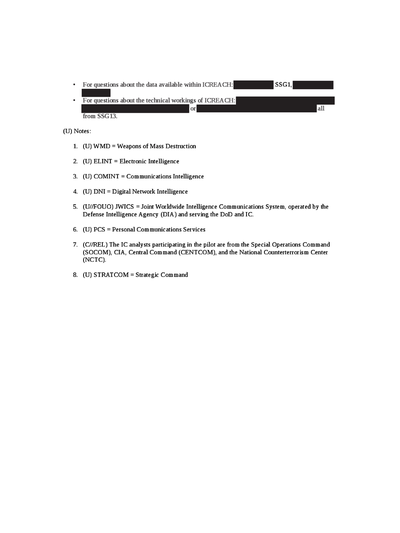 • For questions about the data available within ICREACH: SSG1,
• For questions about the technical workings of ICREACH:
or all
from SSG13.
(U) Notes:
1. (U) WMD = Weapons of Mass Destruction
2. (U) ELINT = Electronic Intelligence
3. (U) COMINT = Communications Intelligence
4. (U) DNI = Digital Network Intelligence
5. (U//FOUO) JWICS = Joint Worldwide Intelligence Communications System, operated by the
Defense Intelligence Agency (DIA) and serving the DoD and IC.
6. (U) PCS = Personal Communications Services
7. (C//REL) The IC analysts participating in the pilot are from the Special Operations Command
(SOCOM), CIA, Central Command (CENTCOM), and the National Counterterrorism Center
(NCTC).
8. (U) STRATCOM = Strategic Command